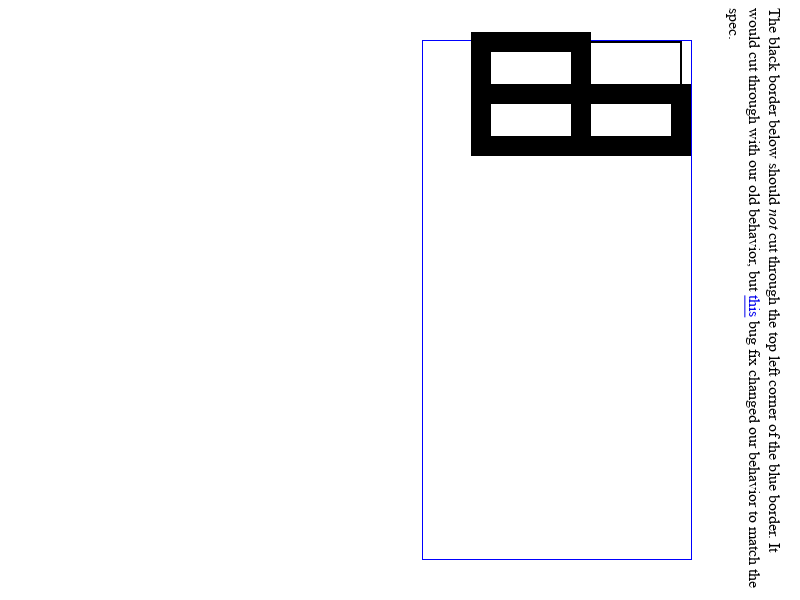 The black border below should not cut through the top left corner of the blue border. It
would cut through with our old behavior, but this bug fix changed our behavior to match the
spec.